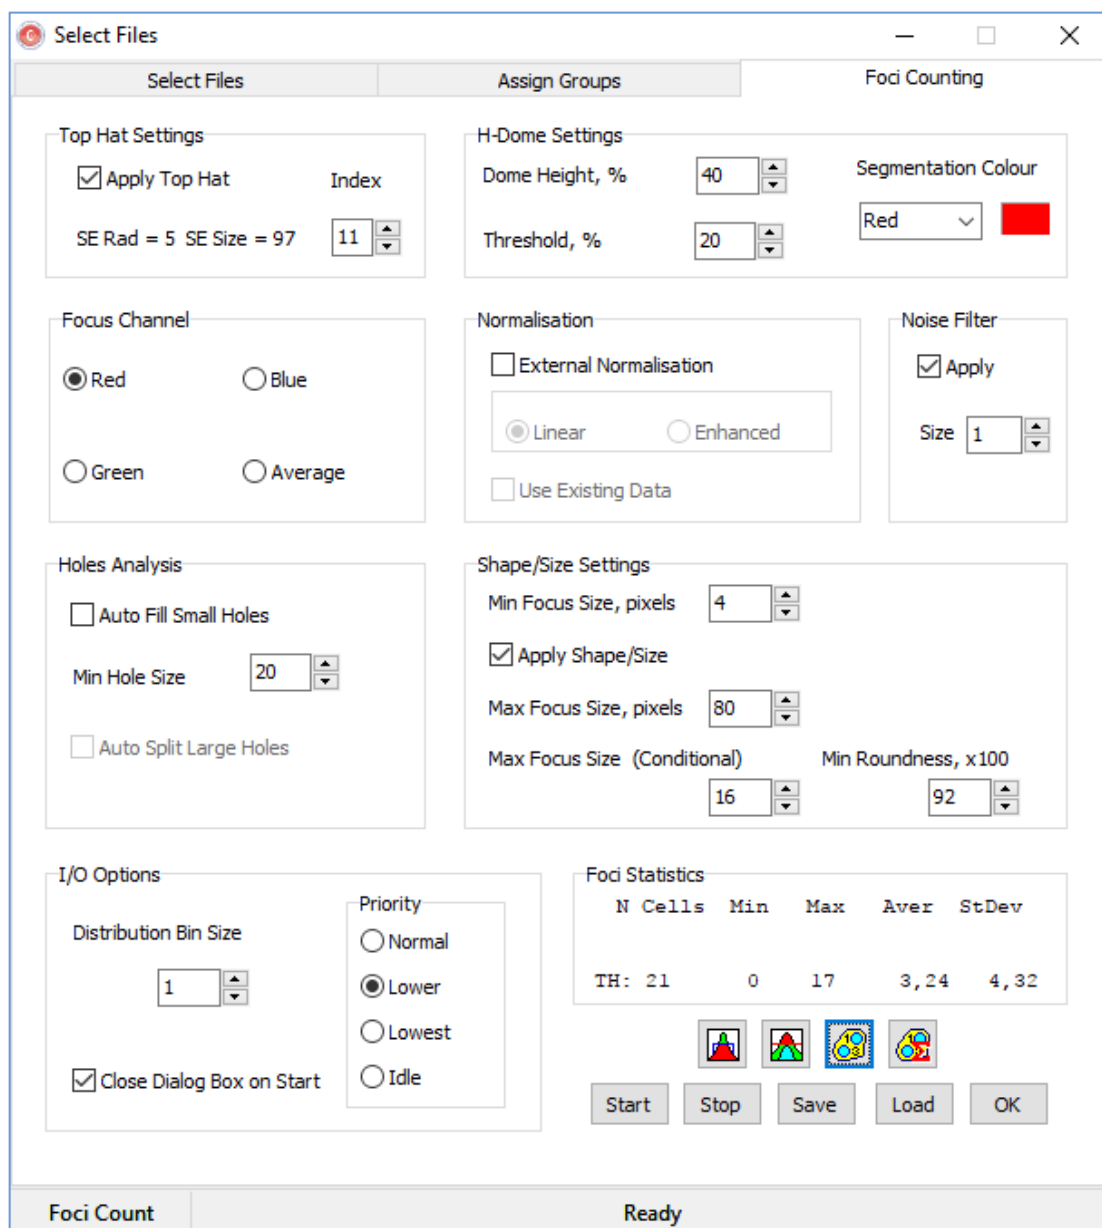 Select Files
Select Files Assign Groups Foci Counting
Top Hat Settings
Apply Top Hat Index
SE Rad = 5 SE Size = 97 11
H-Dome Settings
Dome Height, % 40
Segmentation Colour
Threshold, % 20
Red
Focus Channel
Red Blue
Green Average
Normalisation
External Normalisation
Linear Enhanced
Use Existing Data
Noise Filter
Apply
Size 1
Holes Analysis
Auto Fill Small Holes
Min Hole Size 20
Auto Split Large Holes
Shape/Size Settings
Min Focus Size, pixels 4
Apply Shape/Size
Max Focus Size, pixels 80
Max Focus Size (Conditional) Min Roundness, x100
16 92
I/O Options
Distribution Bin Size
1
Close Dialog Box on Start
Priority
Normal
Lower
Lowest
Idle
Foci Statistics
N Cells Min Max Aver StDev
TH: 21 0 17 3,24 4,32
Start Stop Save Load OK
Foci Count Ready